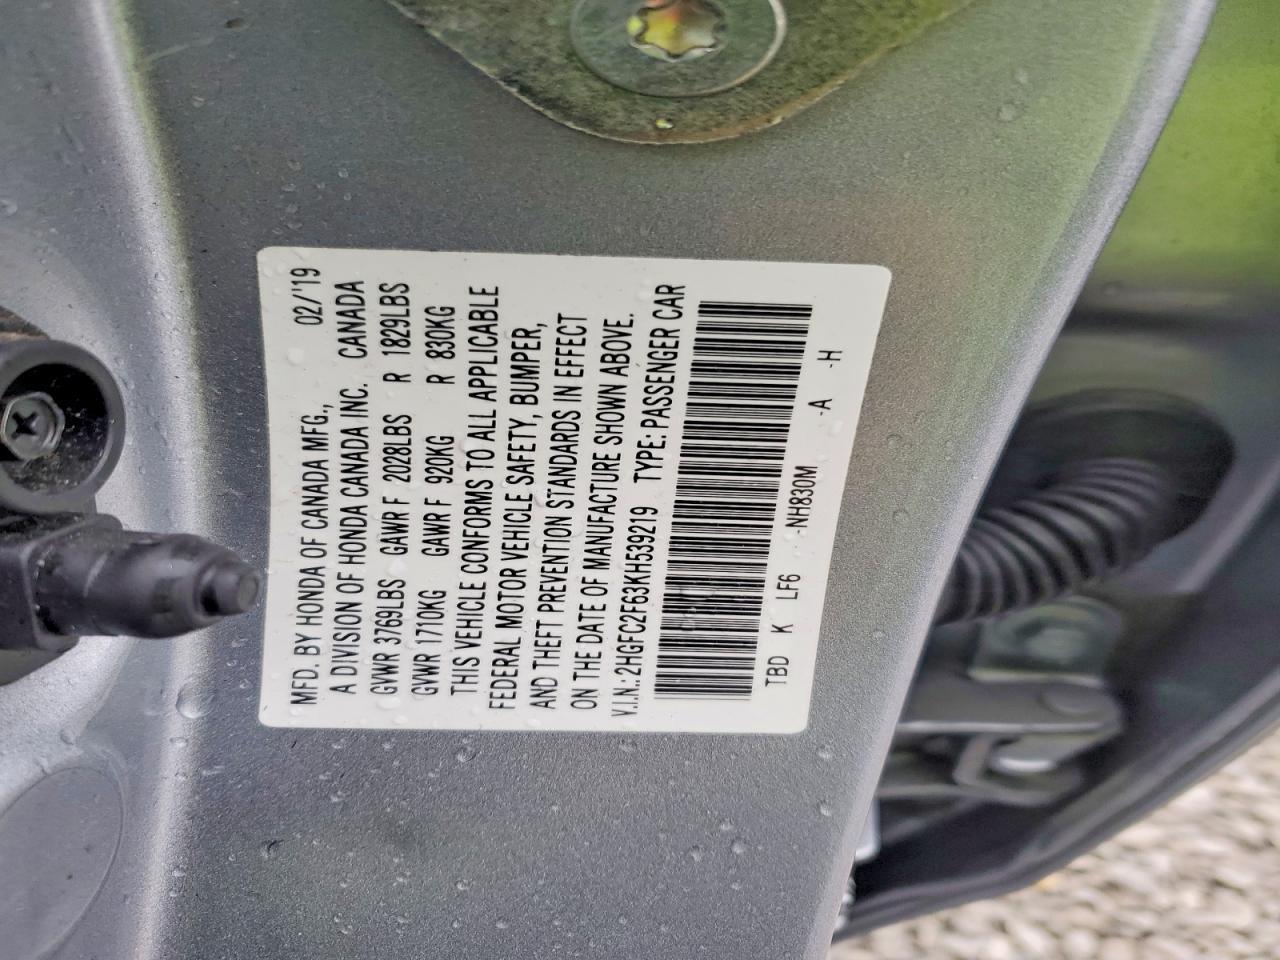 MFD. BY HONDA OF CANADA MFG., 02/'19
A DIVISION OF HONDA CANADA INC. CANADA
GVWR 3769LBS GAWR F 2028LBS R 1829LBS
GVWR 1710KG GAWR F 920KG R 830KG
THIS VEHICLE CONFORMS TO ALL APPLICABLE
FEDERAL MOTOR VEHICLE SAFETY, BUMPER,
AND THEFT PREVENTION STANDARDS IN EFFECT
ON THE DATE OF MANUFACTURE SHOWN ABOVE.
V.I.N.: 2HGFC2F63KH539219 TYPE: PASSENGER CAR
TBD K LF6 -NH830M -A -H